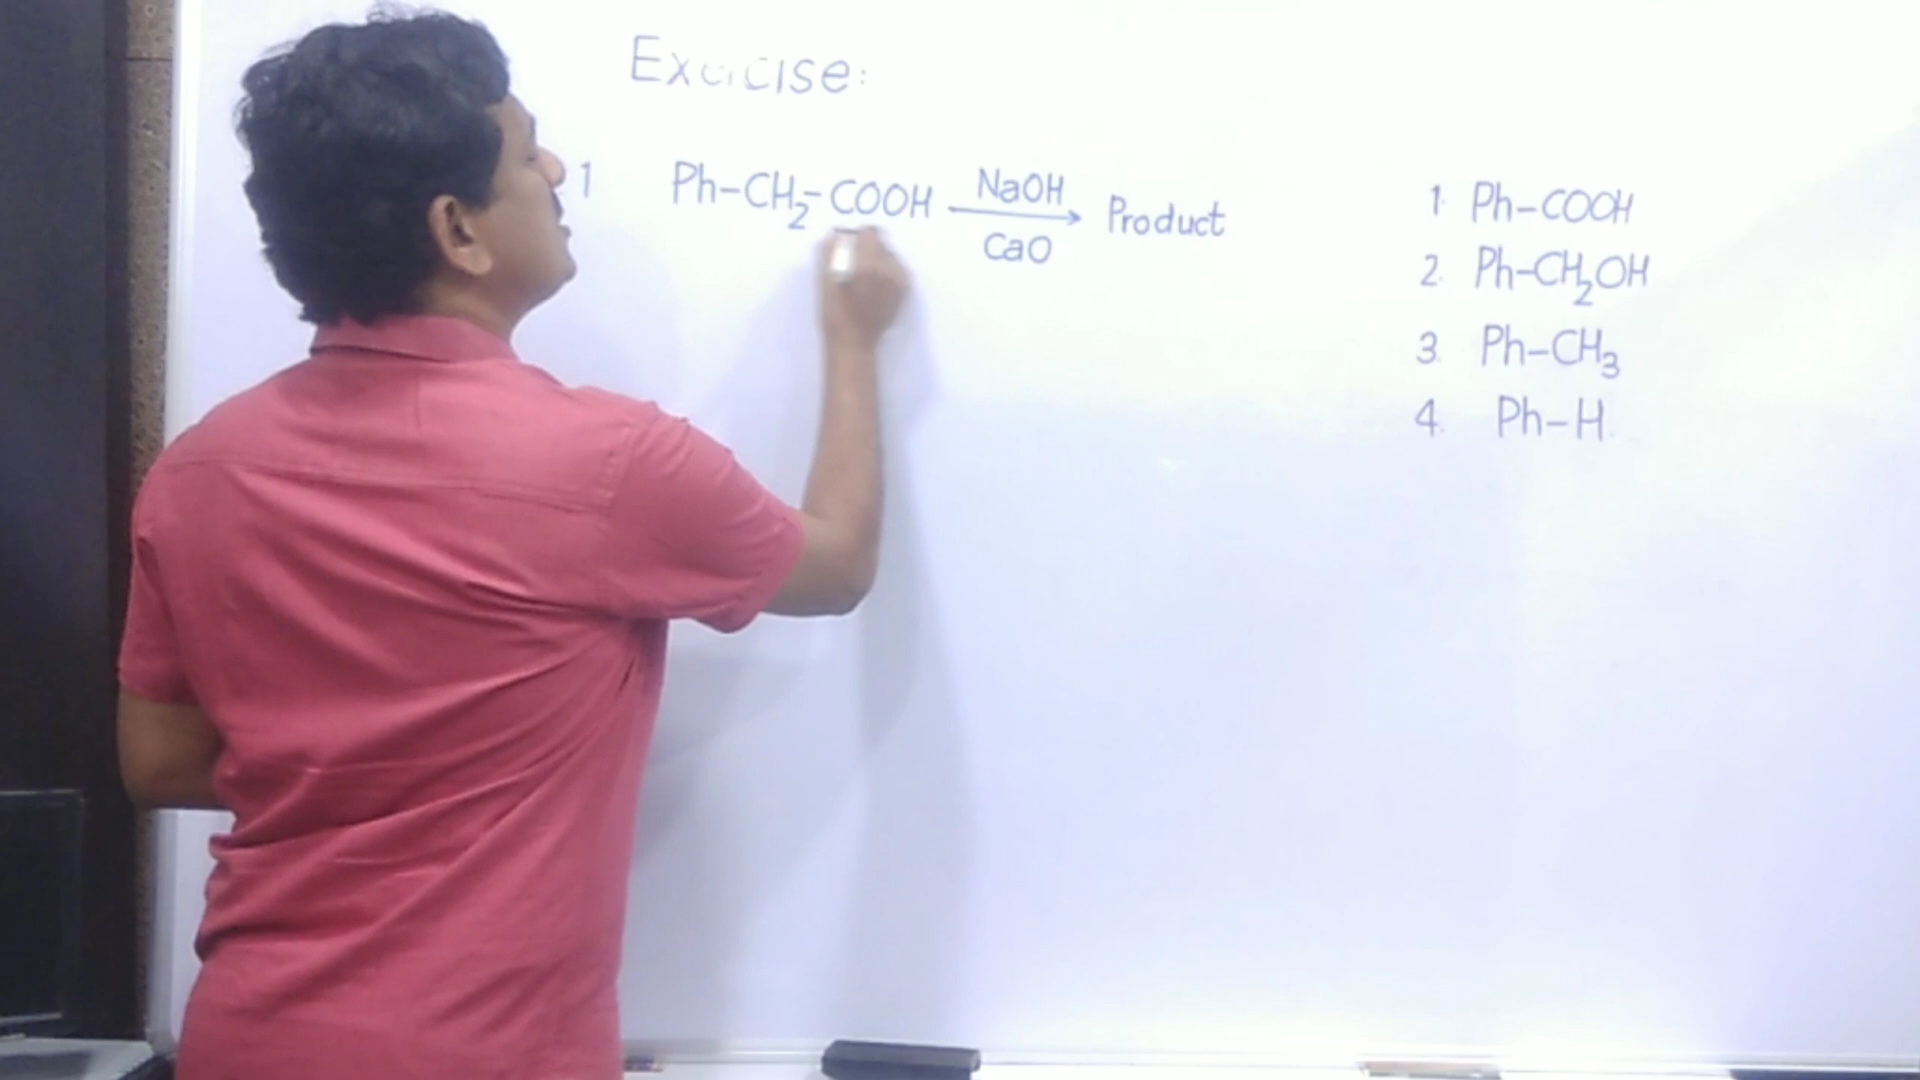 Exercise:
1 Ph-CH₂-COOH NaOH CaO Product
1. Ph-COOH
2. Ph-CH₂OH
3. Ph-CH₃
4. Ph-H.